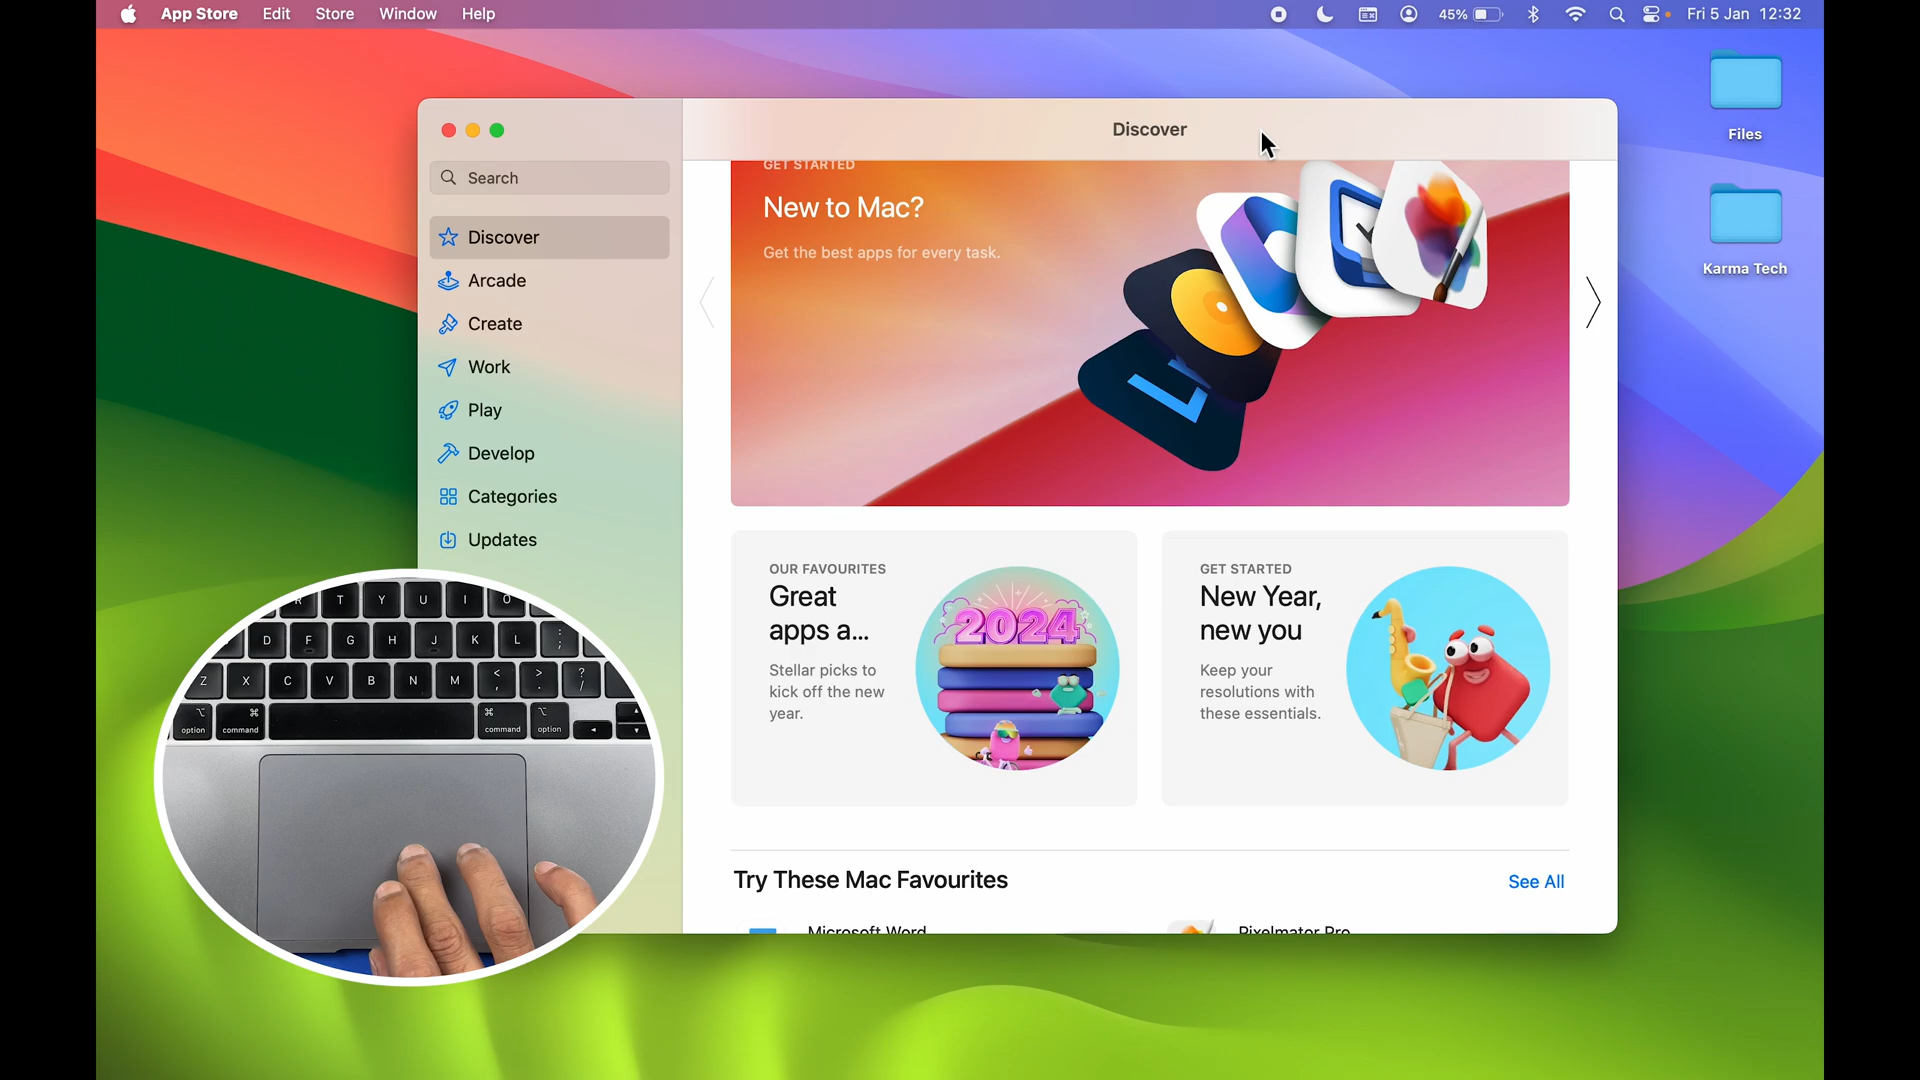 App Store Edit Store Window Help
45%
Fri 5 Jan 12:32
Files
Karma Tech
Discover
Search
Discover
Arcade
Create
Work
Play
Develop
Categories
Updates
GET STARTED
New to Mac?
Get the best apps for every task.
OUR FAVOURITES
Great
apps a...
Stellar picks to
kick off the new
year.
2024
GET STARTED
New Year,
new you
Keep your
resolutions with
these essentials.
Try These Mac Favourites
See All
Microsoft Word
Pixelmator Pro
R T Y U I O
D F G H J K L : ;
Z X C V B N M < , > . ? /
option command command option